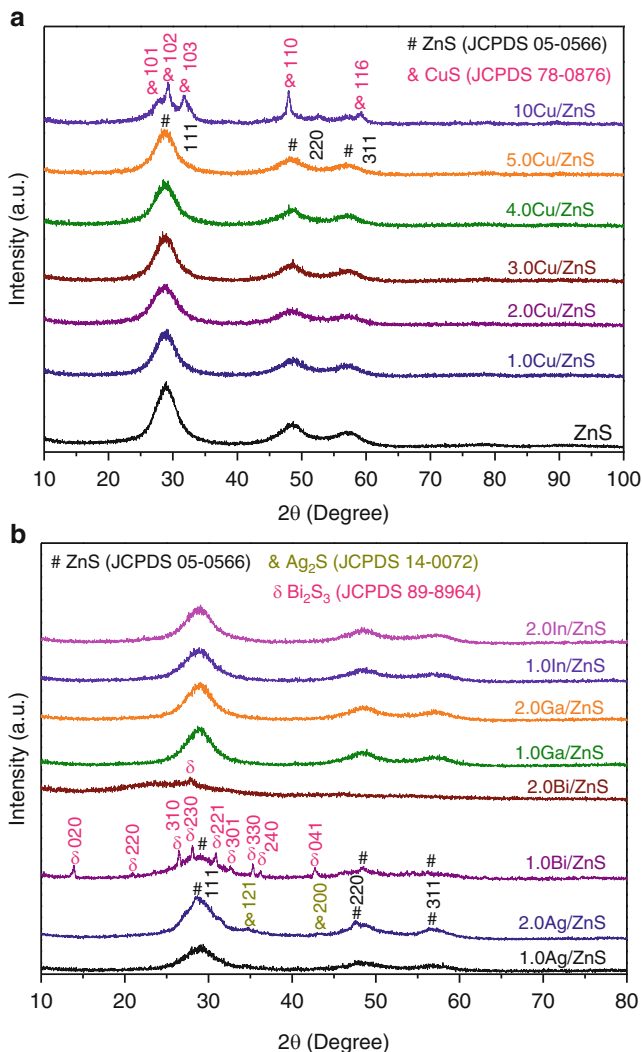 a
# ZnS (JCPDS 05-0566)
& CuS (JCPDS 78-0876)
& 101
& 102
& 103
& 110
& 116
10Cu/ZnS
#
111
#
220
#
311
5.0Cu/ZnS
4.0Cu/ZnS
3.0Cu/ZnS
2.0Cu/ZnS
1.0Cu/ZnS
ZnS
Intensity (a.u.)
10 20 30 40 50 60 70 80 90 100
2θ (Degree)
b
# ZnS (JCPDS 05-0566) & Ag₂S (JCPDS 14-0072)
δ Bi₂S₃ (JCPDS 89-8964)
2.0In/ZnS
1.0In/ZnS
2.0Ga/ZnS
1.0Ga/ZnS
δ
2.0Bi/ZnS
δ 020
δ 220
δ 310
δ 230
#
δ 221
δ 301
δ 330
δ 240
δ 041
#
#
1.0Bi/ZnS
#
111
& 121
& 200
# 220
#
311
2.0Ag/ZnS
1.0Ag/ZnS
Intensity (a.u.)
10 20 30 40 50 60 70 80
2θ (Degree)